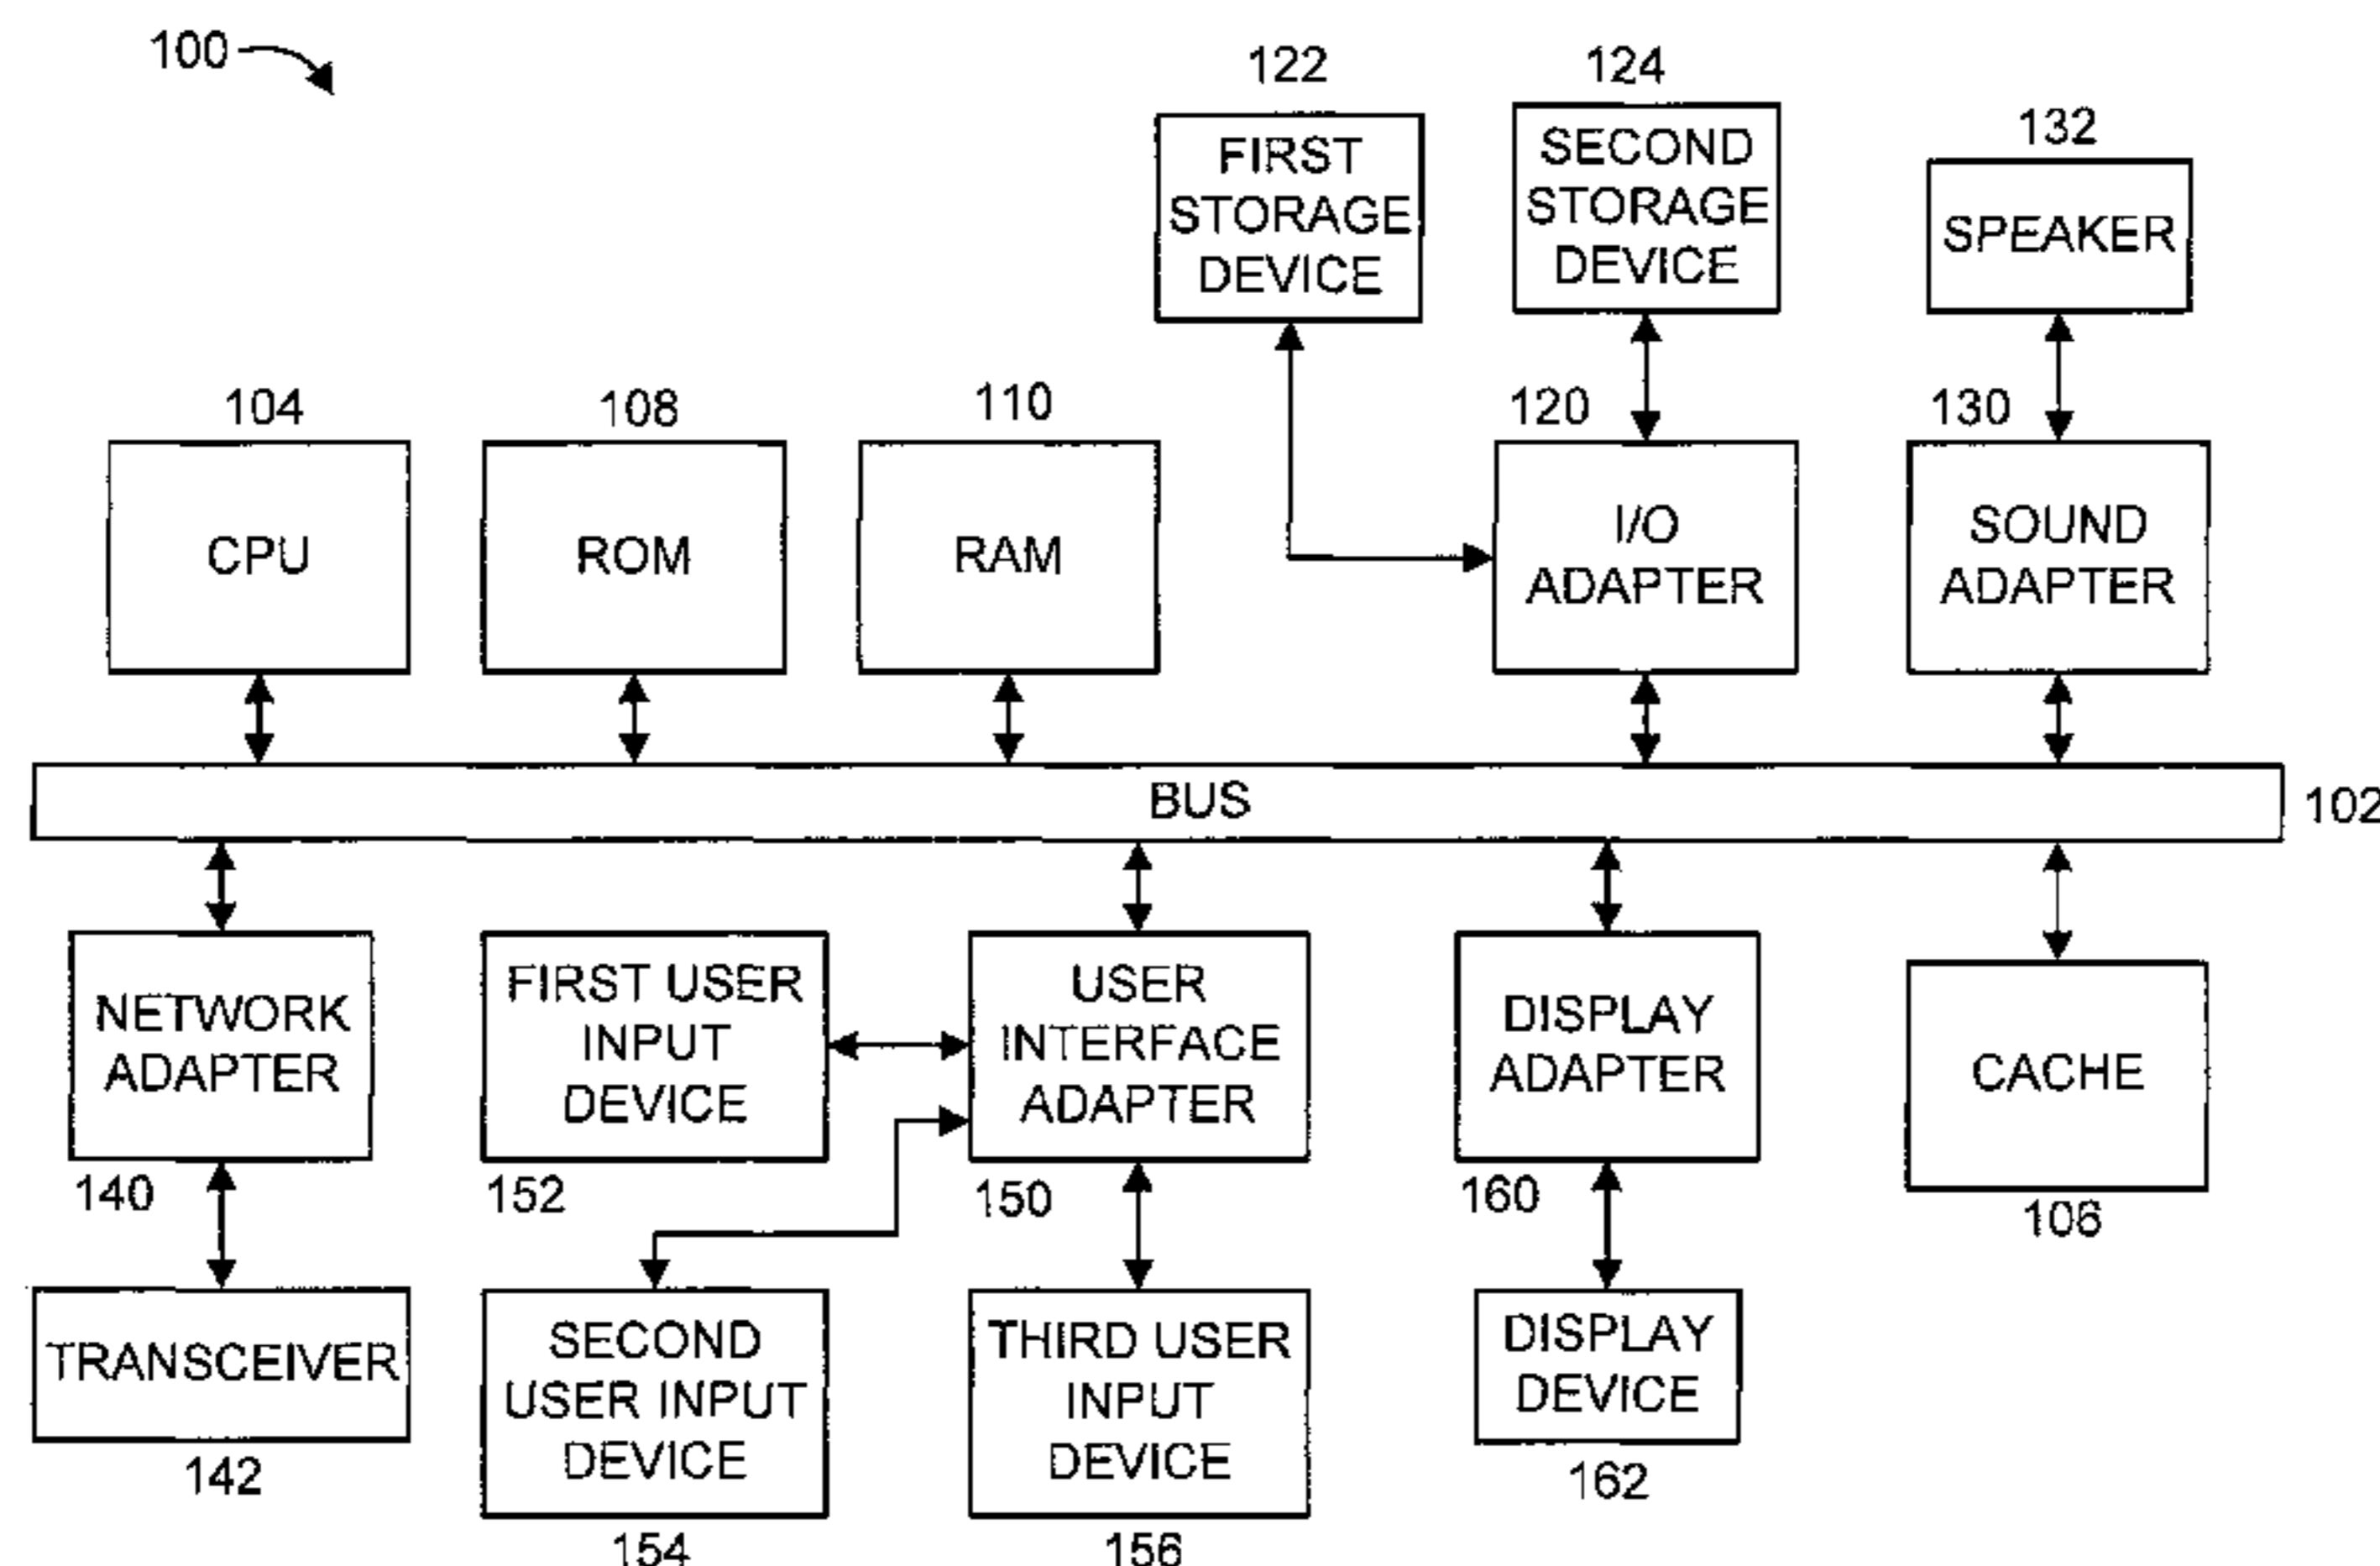 100
122
124
132
FIRST
STORAGE
DEVICE
SECOND
STORAGE
DEVICE
SPEAKER
104
108
110
120
130
CPU
ROM
RAM
I/O
ADAPTER
SOUND
ADAPTER
BUS
102
NETWORK
ADAPTER
FIRST USER
INPUT
DEVICE
USER
INTERFACE
ADAPTER
DISPLAY
ADAPTER
CACHE
140
152
150
160
106
TRANSCEIVER
SECOND
USER INPUT
DEVICE
THIRD USER
INPUT
DEVICE
DISPLAY
DEVICE
142
154
156
162